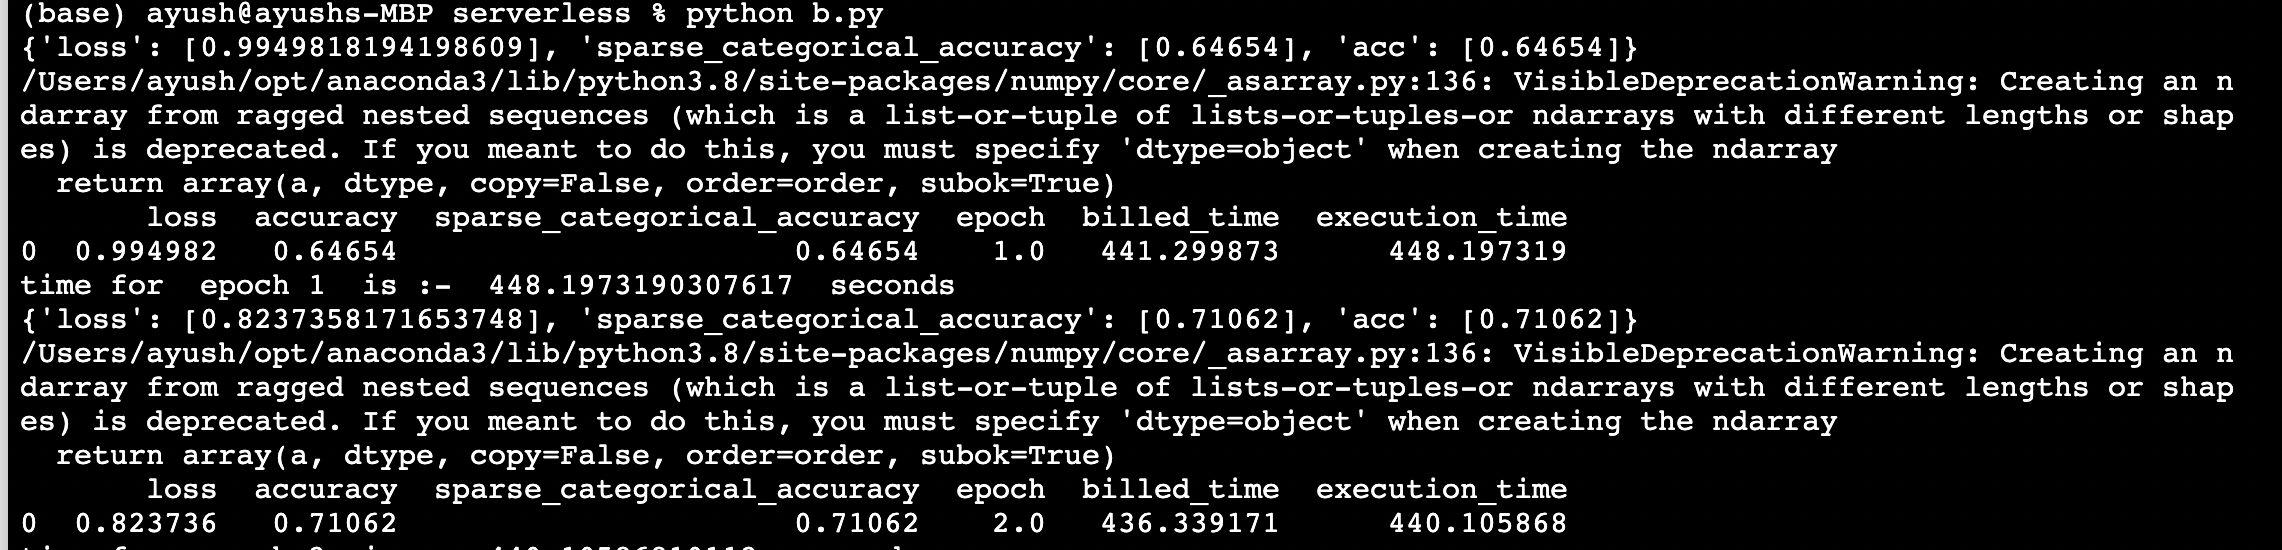 (base) ayush@ayushs-MBP serverless % python b.py
{'loss': [0.9949818194198609], 'sparse_categorical_accuracy': [0.64654], 'acc': [0.64654]}
/Users/ayush/opt/anaconda3/lib/python3.8/site-packages/numpy/core/_asarray.py:136: VisibleDeprecationWarning: Creating an n
darray from ragged nested sequences (which is a list-or-tuple of lists-or-tuples-or ndarrays with different lengths or shap
es) is deprecated. If you meant to do this, you must specify 'dtype=object' when creating the ndarray
  return array(a, dtype, copy=False, order=order, subok=True)
       loss  accuracy  sparse_categorical_accuracy  epoch  billed_time  execution_time
0  0.994982   0.64654                      0.64654    1.0   441.299873      448.197319
time for  epoch 1  is :-  448.1973190307617  seconds
{'loss': [0.8237358171653748], 'sparse_categorical_accuracy': [0.71062], 'acc': [0.71062]}
/Users/ayush/opt/anaconda3/lib/python3.8/site-packages/numpy/core/_asarray.py:136: VisibleDeprecationWarning: Creating an n
darray from ragged nested sequences (which is a list-or-tuple of lists-or-tuples-or ndarrays with different lengths or shap
es) is deprecated. If you meant to do this, you must specify 'dtype=object' when creating the ndarray
  return array(a, dtype, copy=False, order=order, subok=True)
       loss  accuracy  sparse_categorical_accuracy  epoch  billed_time  execution_time
0  0.823736   0.71062                      0.71062    2.0   436.339171      440.105868